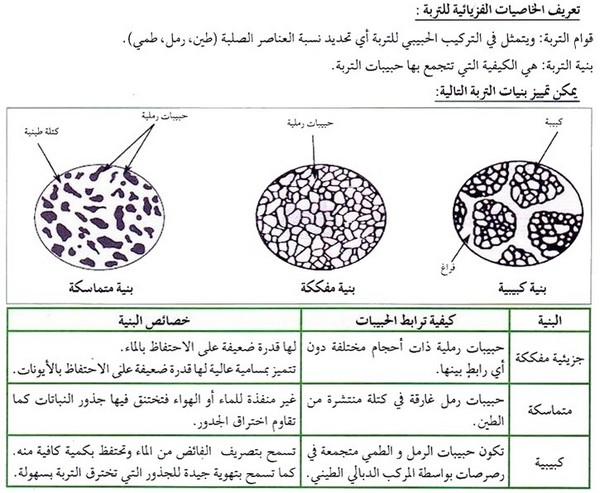 تعريف الخاصيات الفزيائية للتربة :
قوام التربة: ويتمثل في التركيب الحبيبي للتربة أي تحديد نسبة العناصر الصلبة (طين، رمل، طمي).
بنية التربة: هي الكيفية التي تتجمع بها حبيبات التربة.
يمكن تمييز بنيات التربة التالية:
كبيبة
فراغ
بنية كبيبية
حبيبات رملية
بنية مفككة
حبيبات رملية
كتلة طينية
بنية متماسكة
البنية كيفية ترابط الحبيبات خصائص البنية
جزيئية مفككة
حبيبات رملية ذات أحجام مختلفة دون
أي رابط بينها.
لها قدرة ضعيفة على الاحتفاظ بالماء.
تتميز بمسامية عالية لها قدرة ضعيفة على الاحتفاظ بالأيونات.
متماسكة
حبيبات رمل غارقة في كتلة منتشرة من
الطين.
غير منفذة للماء أو الهواء فتختنق فيها جذور النباتات كما
تقاوم اختراق الجدور.
كبيبية
تكون حبيبات الرمل و الطمي متجمعة في
رصرصات بواسطة المركب الدبالي الطيني.
تسمح بتصريف الفائض من الماء وتحتفظ بكمية كافية منه.
كما تسمح بتهوية جيدة للجذور التي تخترق التربة بسهولة.